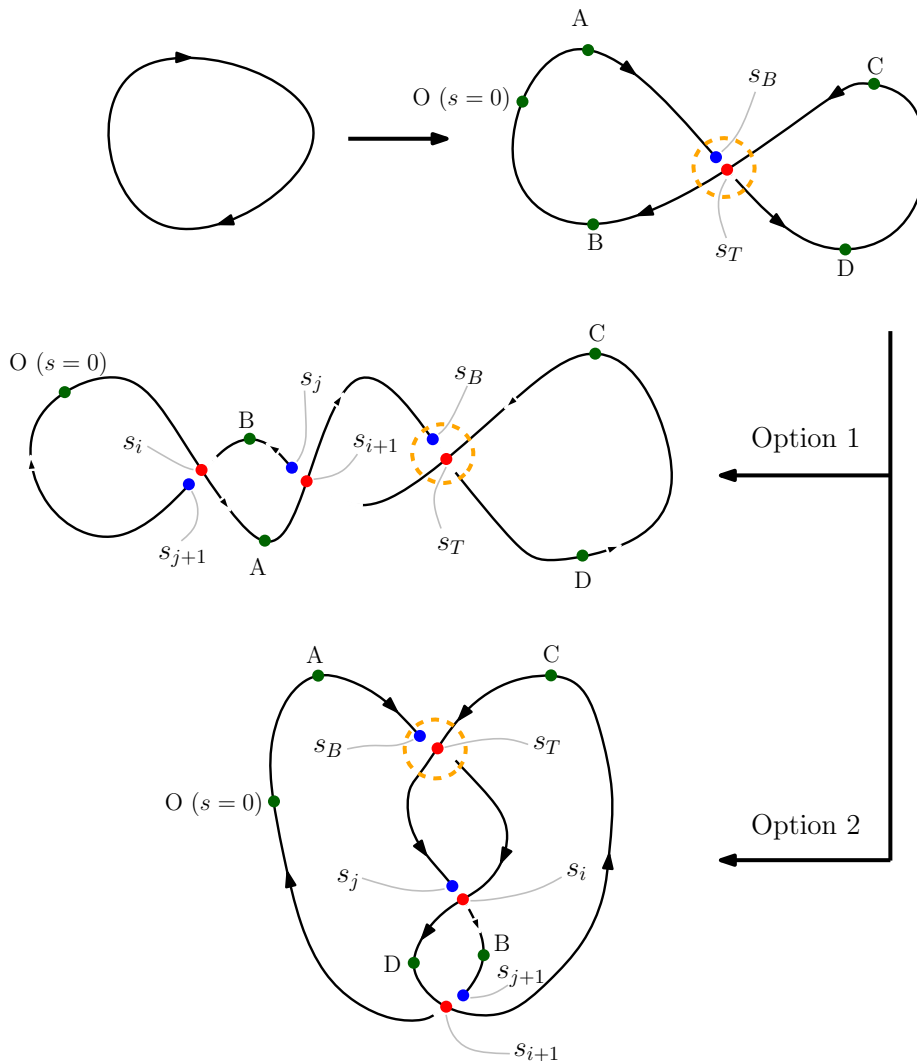 A
C
s_B
O (s = 0)
B
s_T
D
O (s = 0)
C
s_j
s_B
B
s_i
s_{i+1}
Option 1
s_{j+1}
s_T
A
D
A
C
s_B
s_T
O (s = 0)
Option 2
s_j
s_i
B
D
s_{j+1}
s_{i+1}